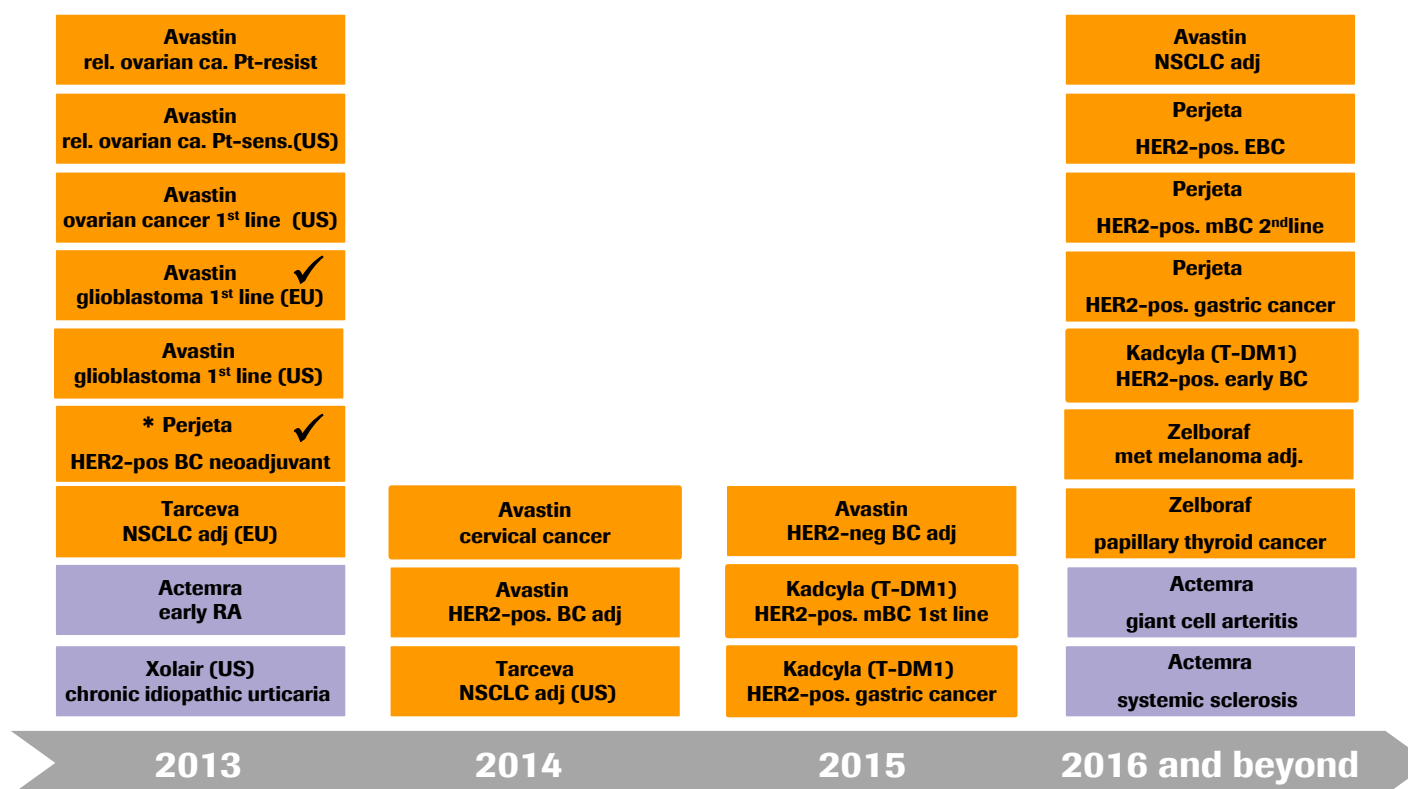 Avastin
rel. ovarian ca. Pt-resist
Avastin
rel. ovarian ca. Pt-sens.(US)
Avastin
ovarian cancer 1st line (US)
Avastin ✓
glioblastoma 1st line (EU)
Avastin
glioblastoma 1st line (US)
* Perjeta ✓
HER2-pos BC neoadjuvant
Tarceva
NSCLC adj (EU)
Actemra
early RA
Xolair (US)
chronic idiopathic urticaria
2013
Avastin
cervical cancer
Avastin
HER2-pos. BC adj
Tarceva
NSCLC adj (US)
2014
Avastin
HER2-neg BC adj
Kadcyla (T-DM1)
HER2-pos. mBC 1st line
Kadcyla (T-DM1)
HER2-pos. gastric cancer
2015
Avastin
NSCLC adj
Perjeta
HER2-pos. EBC
Perjeta
HER2-pos. mBC 2ndline
Perjeta
HER2-pos. gastric cancer
Kadcyla (T-DM1)
HER2-pos. early BC
Zelboraf
met melanoma adj.
Zelboraf
papillary thyroid cancer
Actemra
giant cell arteritis
Actemra
systemic sclerosis
2016 and beyond